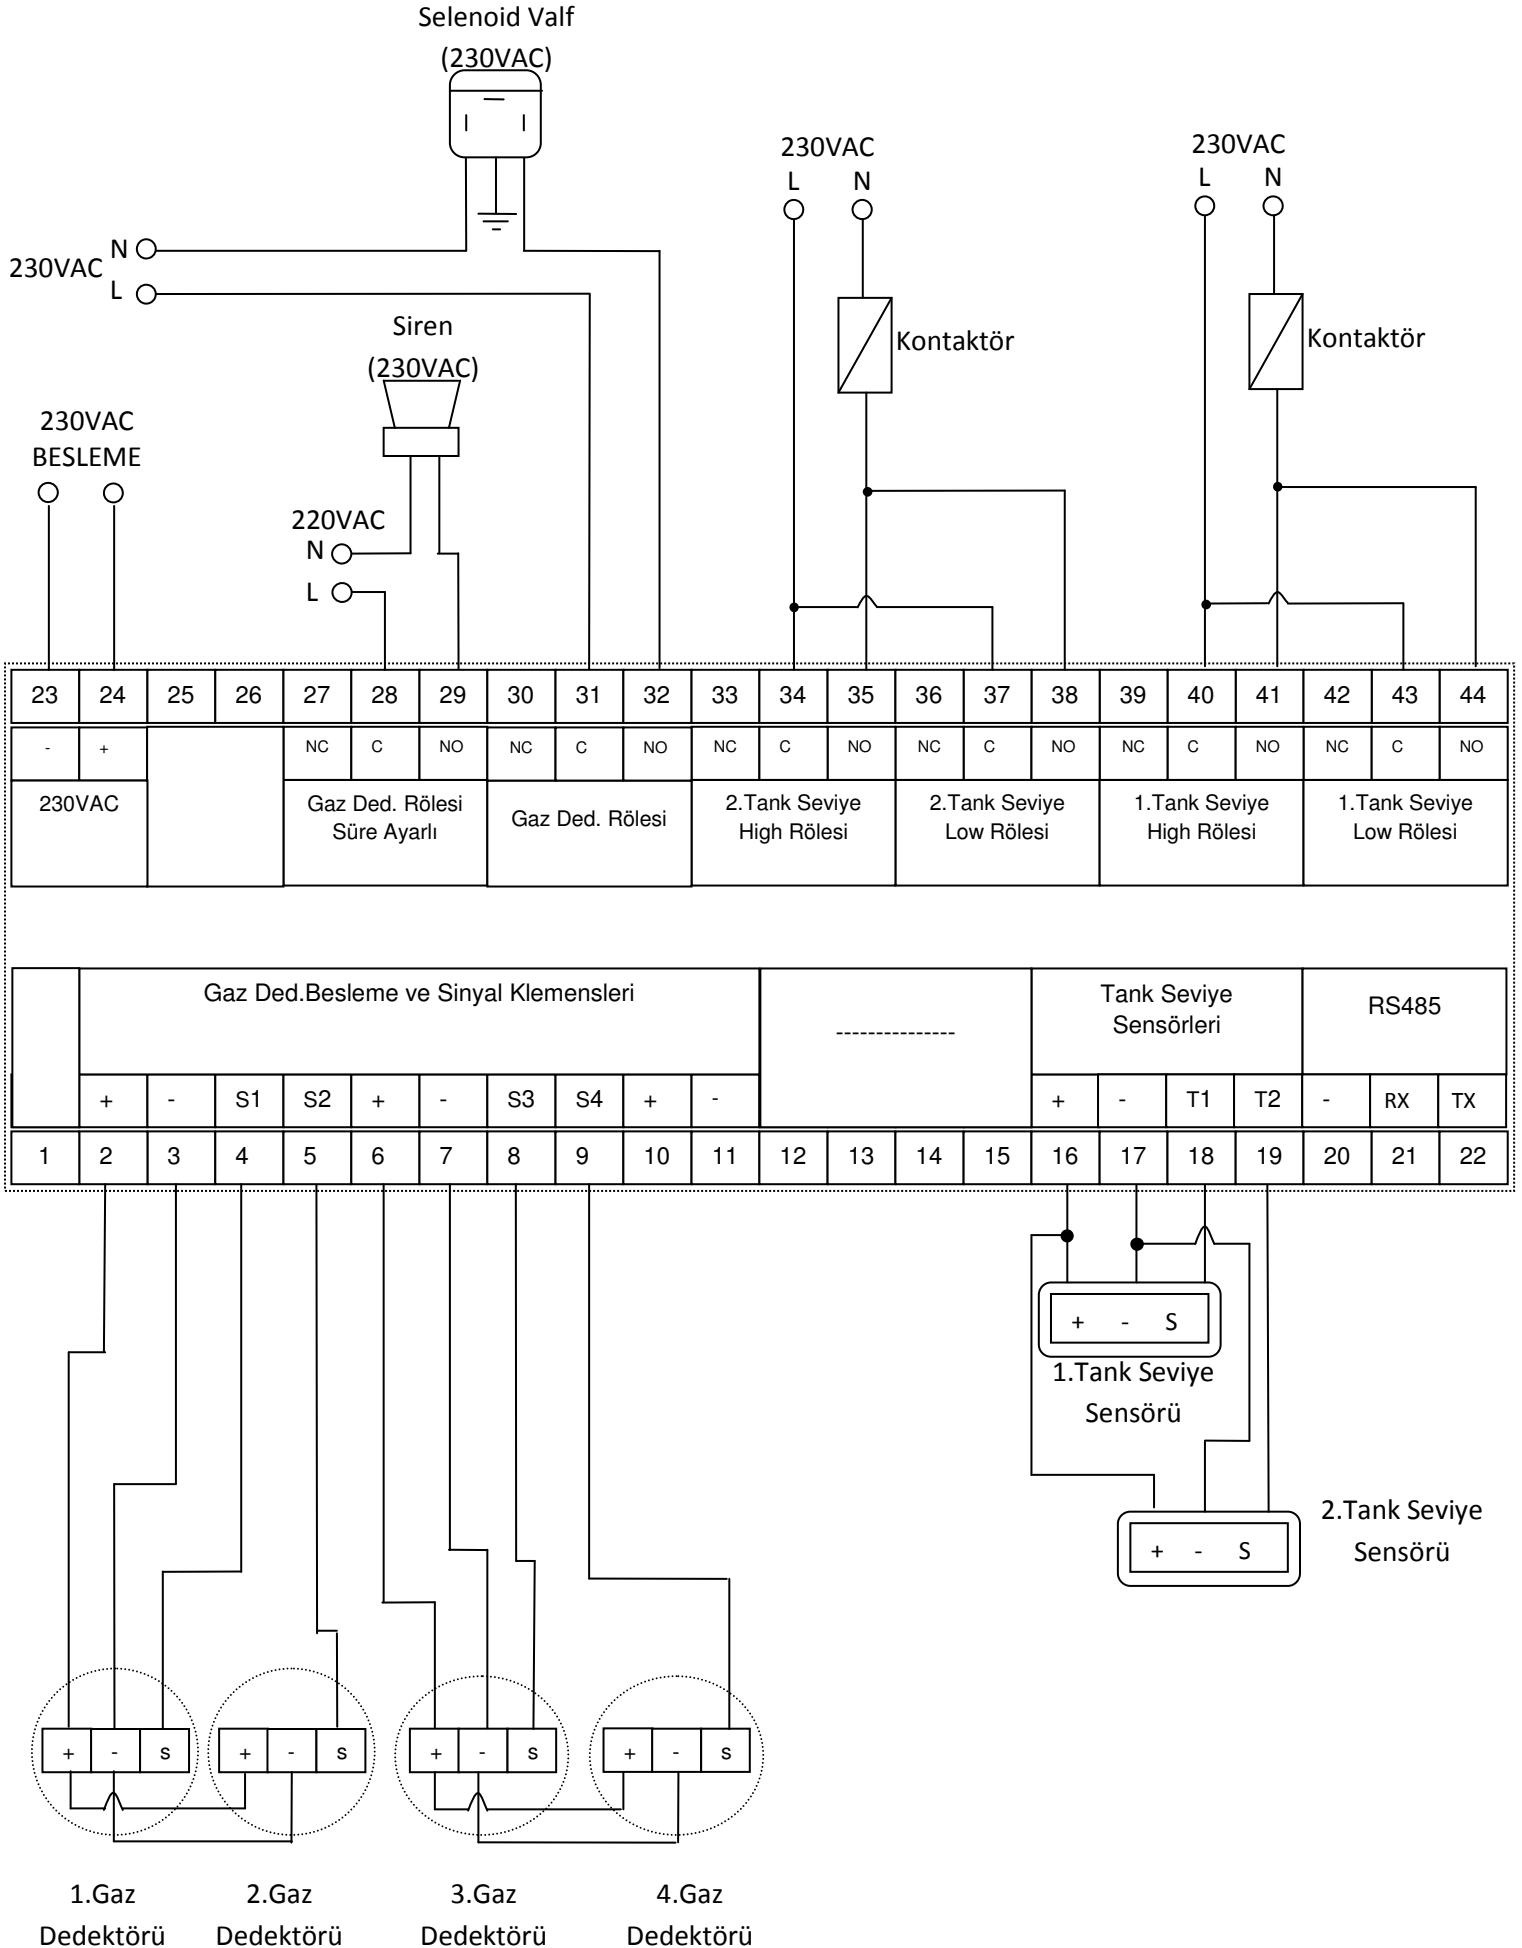 Selenoid Valf
(230VAC)
230VAC
L N
230VAC
L N
N
230VAC
L
Siren
(230VAC)
Kontaktör
Kontaktör
230VAC
BESLEME
220VAC
N
L
23 24 25 26 27 28 29 30 31 32 33 34 35 36 37 38 39 40 41 42 43 44
- + NC C NO NC C NO NC C NO NC C NO NC C NO NC C NO
230VAC
Gaz Ded. Rölesi
Süre Ayarlı
Gaz Ded. Rölesi
2.Tank Seviye
High Rölesi
2.Tank Seviye
Low Rölesi
1.Tank Seviye
High Rölesi
1.Tank Seviye
Low Rölesi
Gaz Ded.Besleme ve Sinyal Klemensleri
---------------
Tank Seviye
Sensörleri
RS485
+ - S1 S2 + - S3 S4 + - + - T1 T2 - RX TX
1 2 3 4 5 6 7 8 9 10 11 12 13 14 15 16 17 18 19 20 21 22
+ - S
1.Tank Seviye
Sensörü
+ - S
2.Tank Seviye
Sensörü
+ - s + - s + - s + - s
1.Gaz
Dedektörü
2.Gaz
Dedektörü
3.Gaz
Dedektörü
4.Gaz
Dedektörü